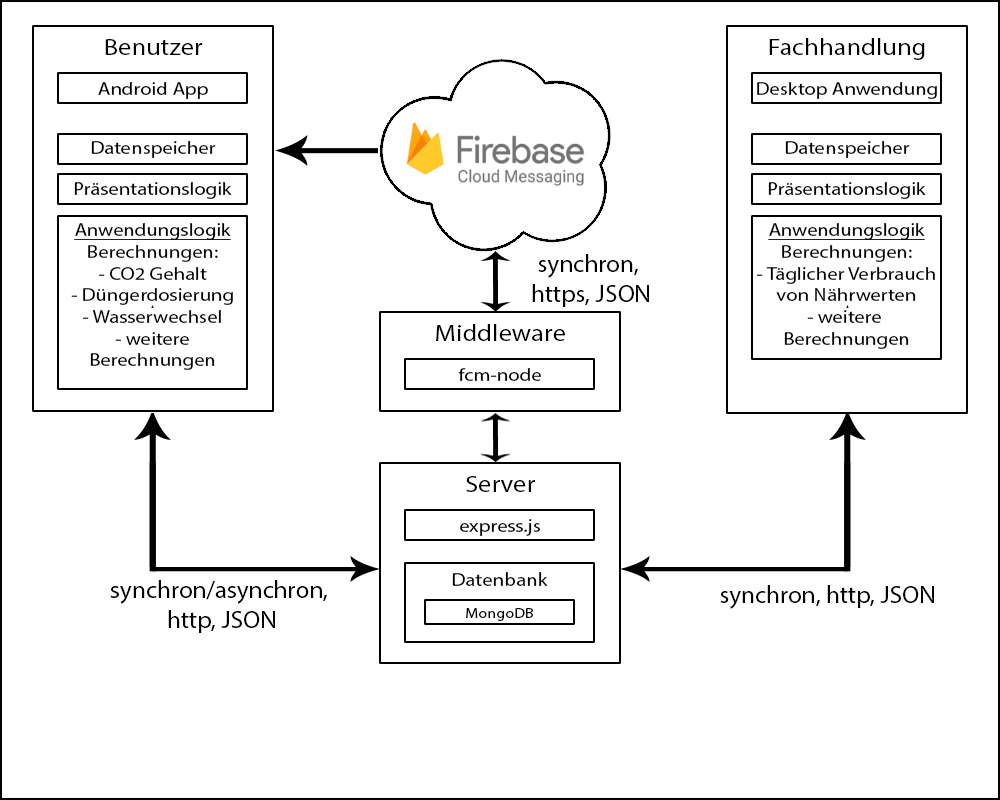 Benutzer
Android App
Datenspeicher
Präsentationslogik
Anwendungslogik
Berechnungen:
- CO2 Gehalt
- Düngerdosierung
- Wasserwechsel
- weitere
Berechnungen
Firebase
Cloud Messaging
synchron,
https, JSON
Middleware
fcm-node
Server
express.js
Datenbank
MongoDB
Fachhandlung
Desktop Anwendung
Datenspeicher
Präsentationslogik
Anwendungslogik
Berechnungen:
- Täglicher Verbrauch
von Nährwerten
- weitere
Berechnungen
synchron/asynchron,
http, JSON
synchron, http, JSON